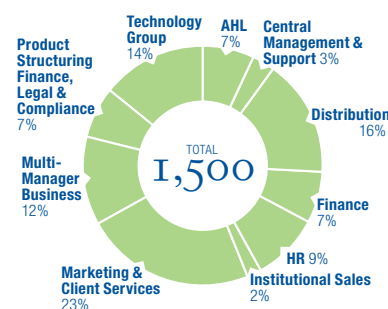 Technology
Group
14%
AHL
7%
Central
Management &
Support 3%
Distribution
16%
Finance
7%
HR 9%
Institutional Sales
2%
Marketing &
Client Services
23%
Multi-
Manager
Business
12%
Product
Structuring
Finance,
Legal &
Compliance
7%
TOTAL
1,500